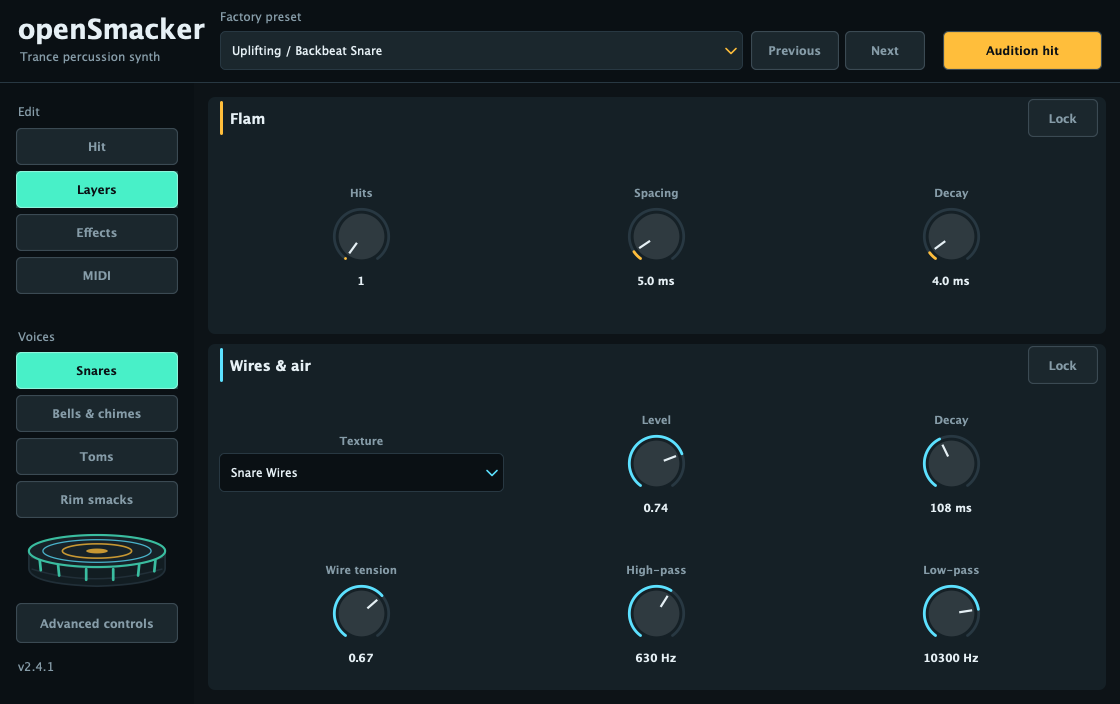 openSmacker
Trance percussion synth
Factory preset
Uplifting / Backbeat Snare
Previous
Next
Audition hit
Edit
Hit
Layers
Effects
MIDI
Voices
Snares
Bells & chimes
Toms
Rim smacks
Advanced controls
v2.4.1
Flam
Lock
Hits
Spacing
Decay
1
5.0 ms
4.0 ms
Wires & air
Lock
Texture
Snare Wires
Level
Decay
0.74
108 ms
Wire tension
High-pass
Low-pass
0.67
630 Hz
10300 Hz